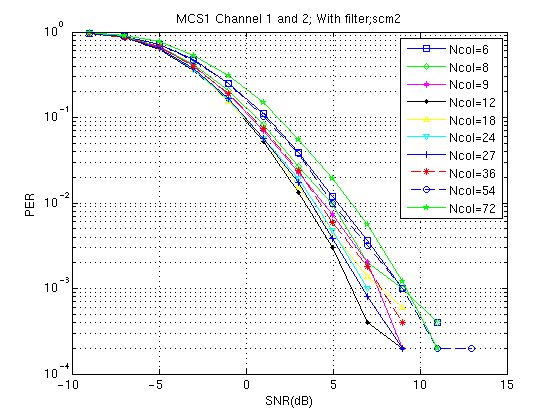 MCS1 Channel 1 and 2; With filter;scm2
10^0
10^-1
10^-2
10^-3
10^-4
PER
-10
-5
0
5
10
15
SNR(dB)
Ncol=6
Ncol=8
Ncol=9
Ncol=12
Ncol=18
Ncol=24
Ncol=27
Ncol=36
Ncol=54
Ncol=72